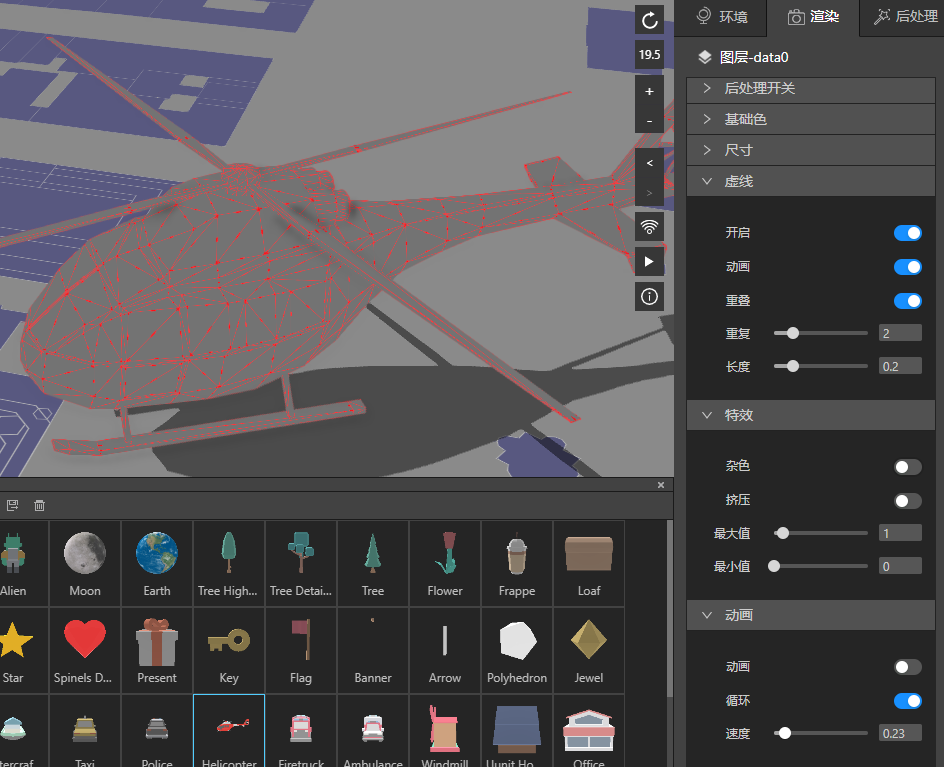 环境
渲染
后处理
19.5
+
-
<
>
图层-data0
后处理开关
基础色
尺寸
虚线
开启
动画
重叠
重复 2
长度 0.2
特效
杂色
挤压
最大值 1
最小值 0
动画
动画
循环
速度 0.23
Alien
Moon
Earth
Tree High...
Tree Detai...
Tree
Flower
Frappe
Loaf
Star
Spinels D...
Present
Key
Flag
Banner
Arrow
Polyhedron
Jewel
tercraf
Taxi
Police
Helicopter
Firetruck
Ambulance
Windmill
Uunit Ho...
Office